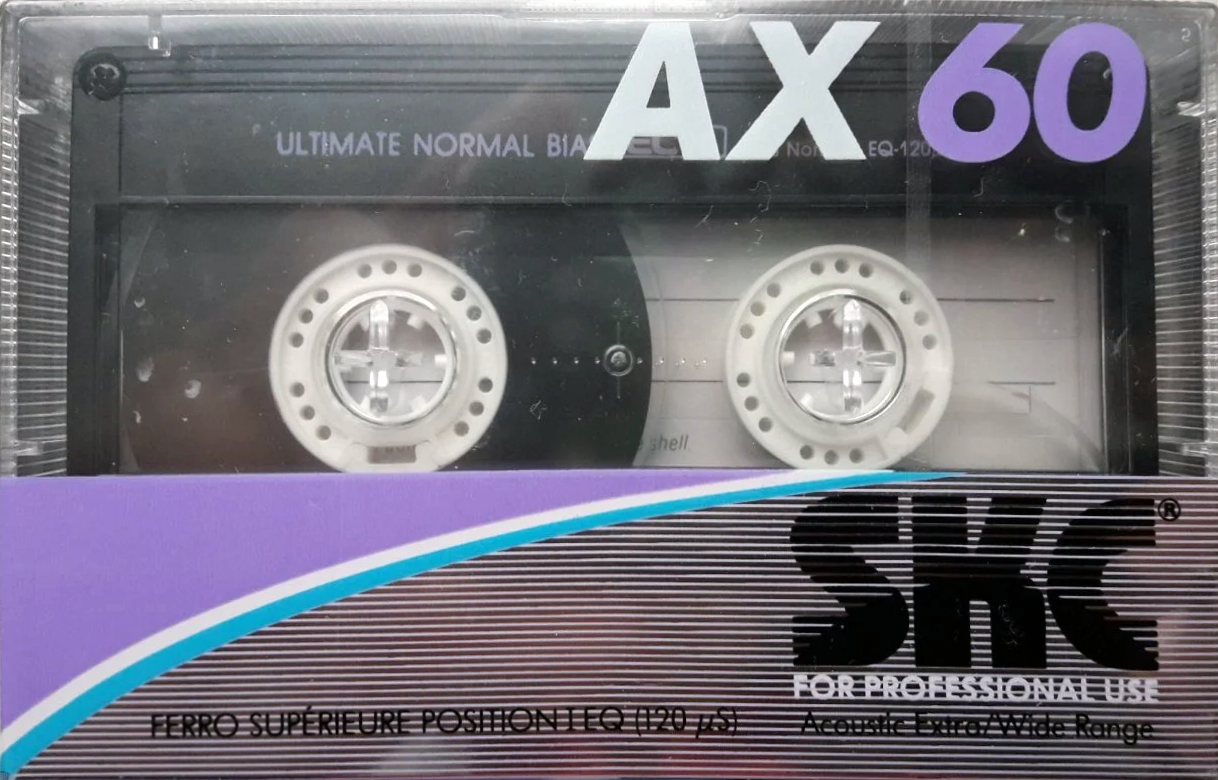 AX 60
ULTIMATE NORMAL BIA
EQ-120
shell.
SKC®
FOR PROFESSIONAL USE
FERRO SUPÉRIEURE POSITION I EQ (120 µS)
Acoustic Extra/Wide Range